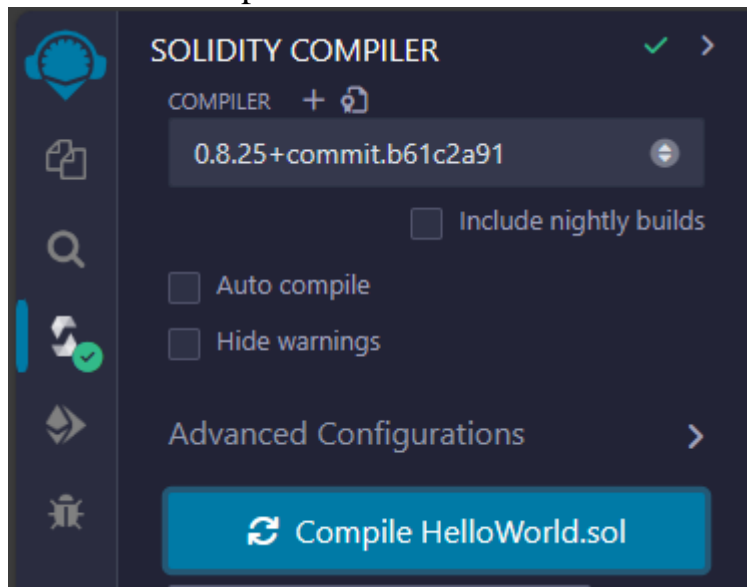 SOLIDITY COMPILER
COMPILER
0.8.25+commit.b61c2a91
Include nightly builds
Auto compile
Hide warnings
Advanced Configurations
Compile HelloWorld.sol